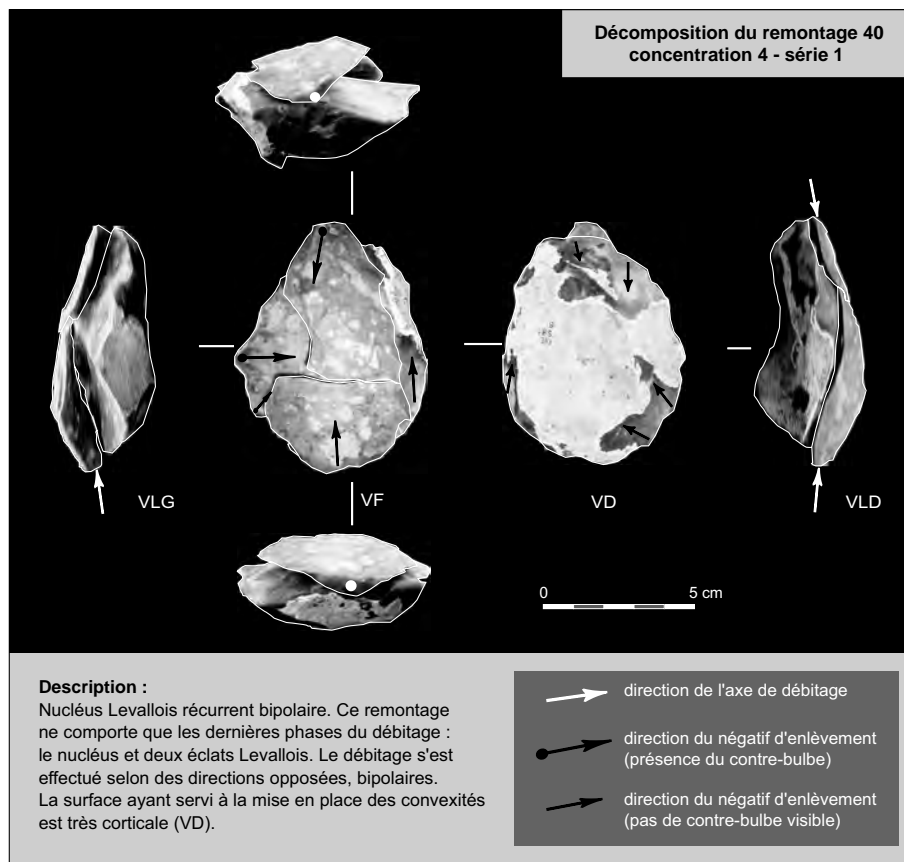 Décomposition du remontage 40
concentration 4 - série 1
VLG
VF
VD
VLD
0
5 cm
Description :
Nucléus Levallois récurrent bipolaire. Ce remontage
ne comporte que les dernières phases du débitage :
le nucléus et deux éclats Levallois. Le débitage s'est
effectué selon des directions opposées, bipolaires.
La surface ayant servi à la mise en place des convexités
est très corticale (VD).
direction de l'axe de débitage
direction du négatif d'enlèvement
(présence du contre-bulbe)
direction du négatif d'enlèvement
(pas de contre-bulbe visible)